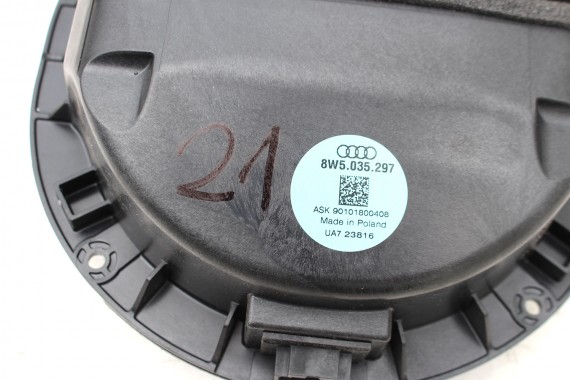 21
8W5.035.297
ASK 90101800408
Made in Poland
UA7 23816